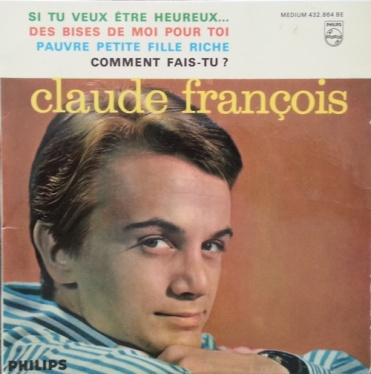 SI TU VEUX ÊTRE HEUREUX...
MEDIUM 432.864 BE
DES BISES DE MOI POUR TOI
PHILIPS
PAUVRE PETITE FILLE RICHE
COMMENT FAIS-TU ?
claude françois
PHILIPS